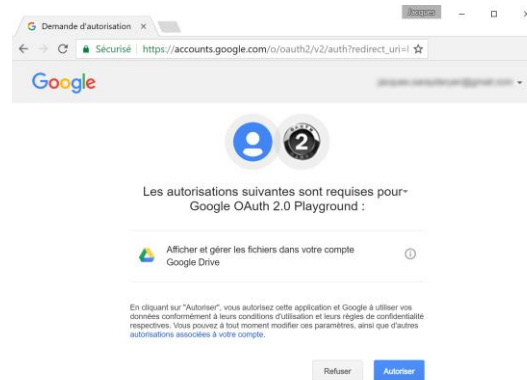 Jacques
Demande d'autorisation
Sécurisé https://accounts.google.com/o/oauth2/v2/auth?redirect_uri=
Google
2
Les autorisations suivantes sont requises pour
Google OAuth 2.0 Playground :
Afficher et gérer les fichiers dans votre compte
Google Drive
En cliquant sur "Autoriser", vous autorisez cette application et Google à utiliser vos
données conformément à leurs conditions d'utilisation et leurs règles de confidentialité
respectives. Vous pouvez à tout moment modifier ces paramètres, ainsi que d'autres
autorisations associées à votre compte.
Refuser Autoriser